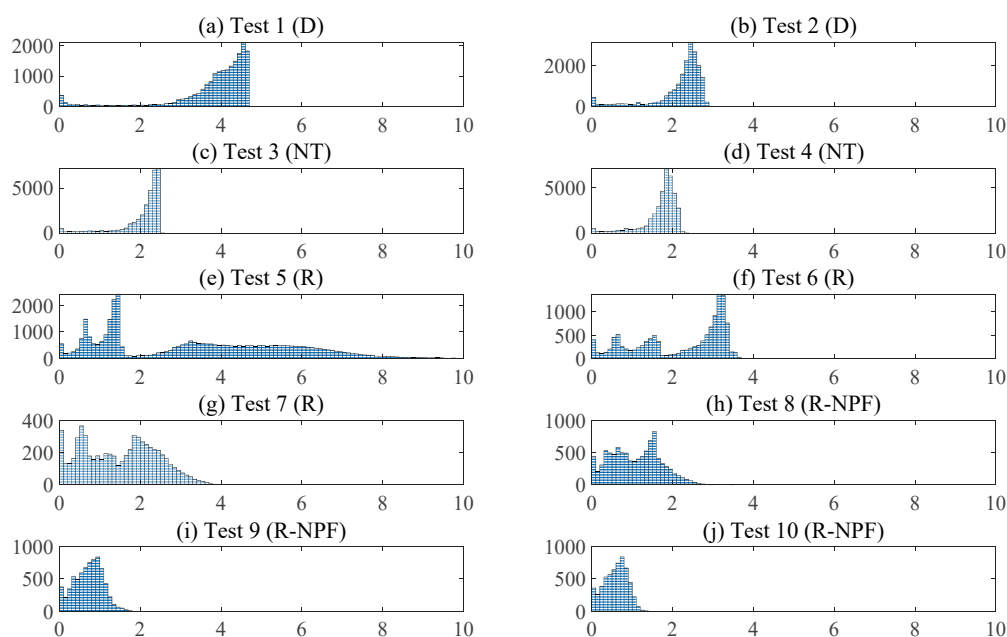 (a) Test 1 (D)
2000
1000
0
0 2 4 6 8 10
(b) Test 2 (D)
2000
0
0 2 4 6 8 10
(c) Test 3 (NT)
5000
0
0 2 4 6 8 10
(d) Test 4 (NT)
5000
0
0 2 4 6 8 10
(e) Test 5 (R)
2000
1000
0
0 2 4 6 8 10
(f) Test 6 (R)
1000
500
0
0 2 4 6 8 10
(g) Test 7 (R)
400
200
0
0 2 4 6 8 10
(h) Test 8 (R-NPF)
1000
500
0
0 2 4 6 8 10
(i) Test 9 (R-NPF)
1000
500
0
0 2 4 6 8 10
(j) Test 10 (R-NPF)
1000
500
0
0 2 4 6 8 10